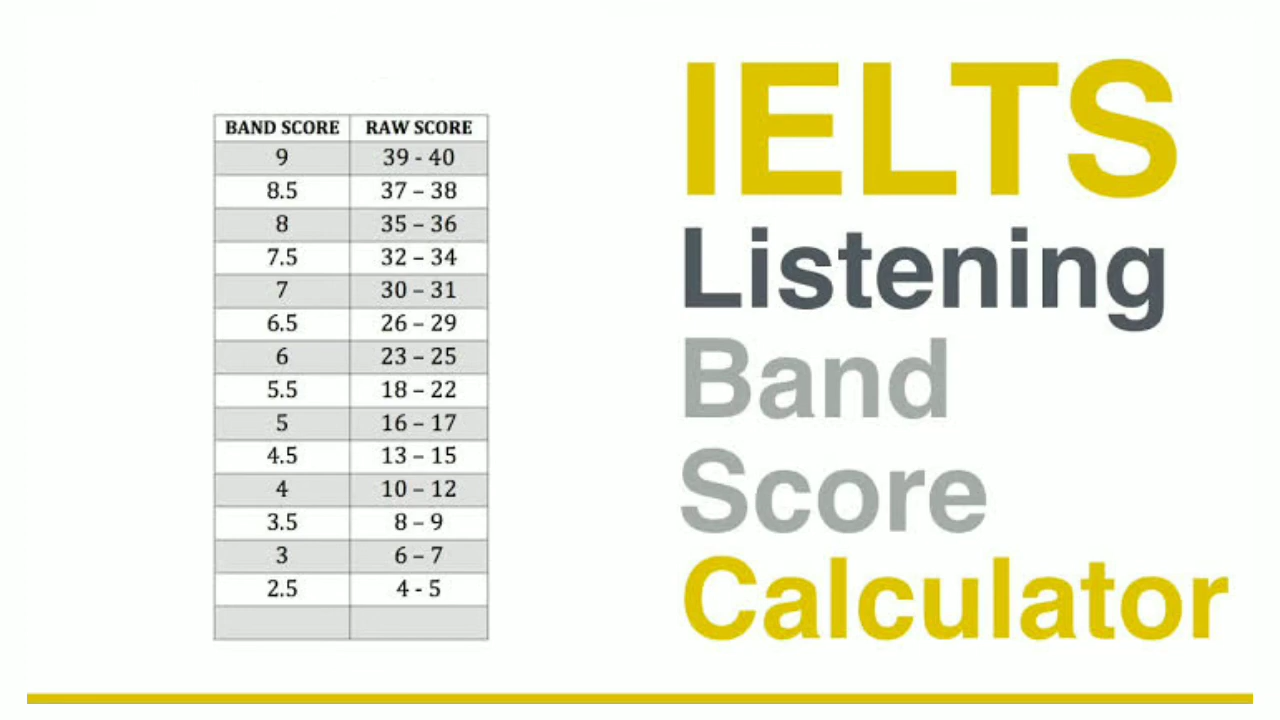 BAND SCORE RAW SCORE
9 39 - 40
8.5 37 – 38
8 35 – 36
7.5 32 – 34
7 30 – 31
6.5 26 – 29
6 23 – 25
5.5 18 – 22
5 16 – 17
4.5 13 – 15
4 10 – 12
3.5 8 – 9
3 6 – 7
2.5 4 - 5
IELTS
Listening
Band
Score
Calculator